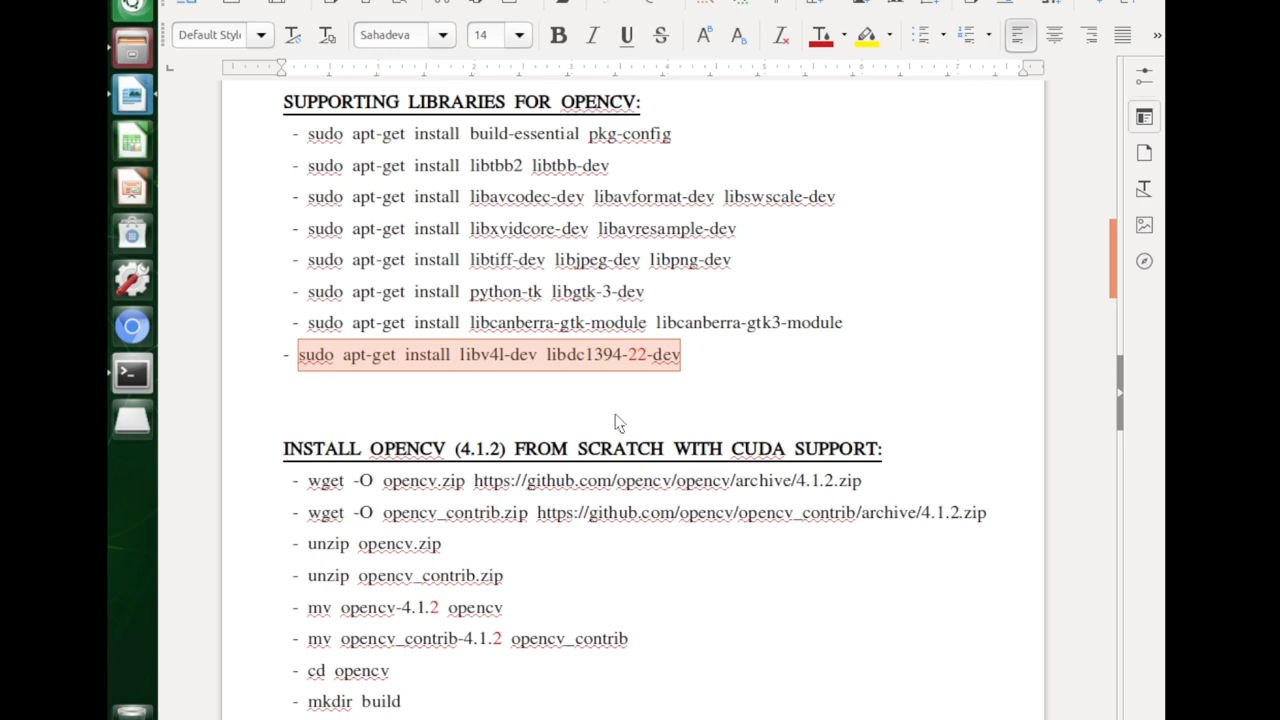 Default Style
Sahadeva
14
SUPPORTING LIBRARIES FOR OPENCV:
- sudo apt-get install build-essential pkg-config
- sudo apt-get install libtbb2 libtbb-dev
- sudo apt-get install libavcodec-dev libavformat-dev libswscale-dev
- sudo apt-get install libxvidcore-dev libavresample-dev
- sudo apt-get install libtiff-dev libjpeg-dev libpng-dev
- sudo apt-get install python-tk libgtk-3-dev
- sudo apt-get install libcanberra-gtk-module libcanberra-gtk3-module
- sudo apt-get install libv4l-dev libdc1394-22-dev
INSTALL OPENCV (4.1.2) FROM SCRATCH WITH CUDA SUPPORT:
- wget -O opencv.zip https://github.com/opencv/opencv/archive/4.1.2.zip
- wget -O opencv_contrib.zip https://github.com/opencv/opencv_contrib/archive/4.1.2.zip
- unzip opencv.zip
- unzip opencv_contrib.zip
- mv opencv-4.1.2 opencv
- mv opencv_contrib-4.1.2 opencv_contrib
- cd opencv
- mkdir build